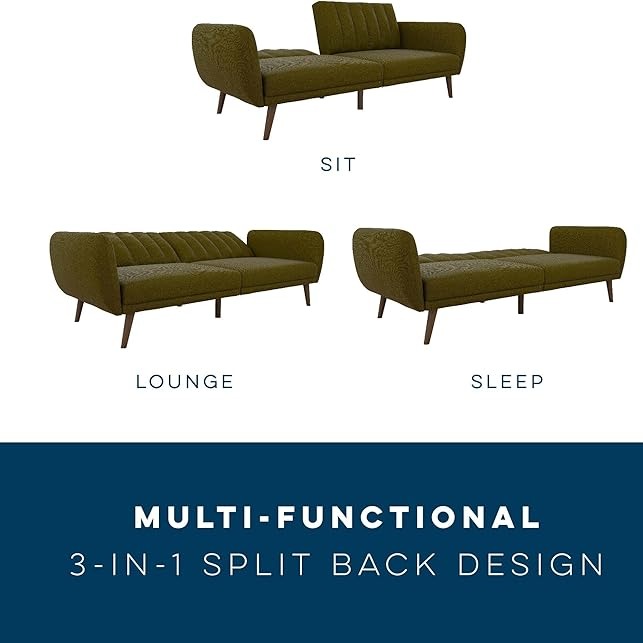 SIT
LOUNGE
SLEEP
MULTI-FUNCTIONAL
3-IN-1 SPLIT BACK DESIGN